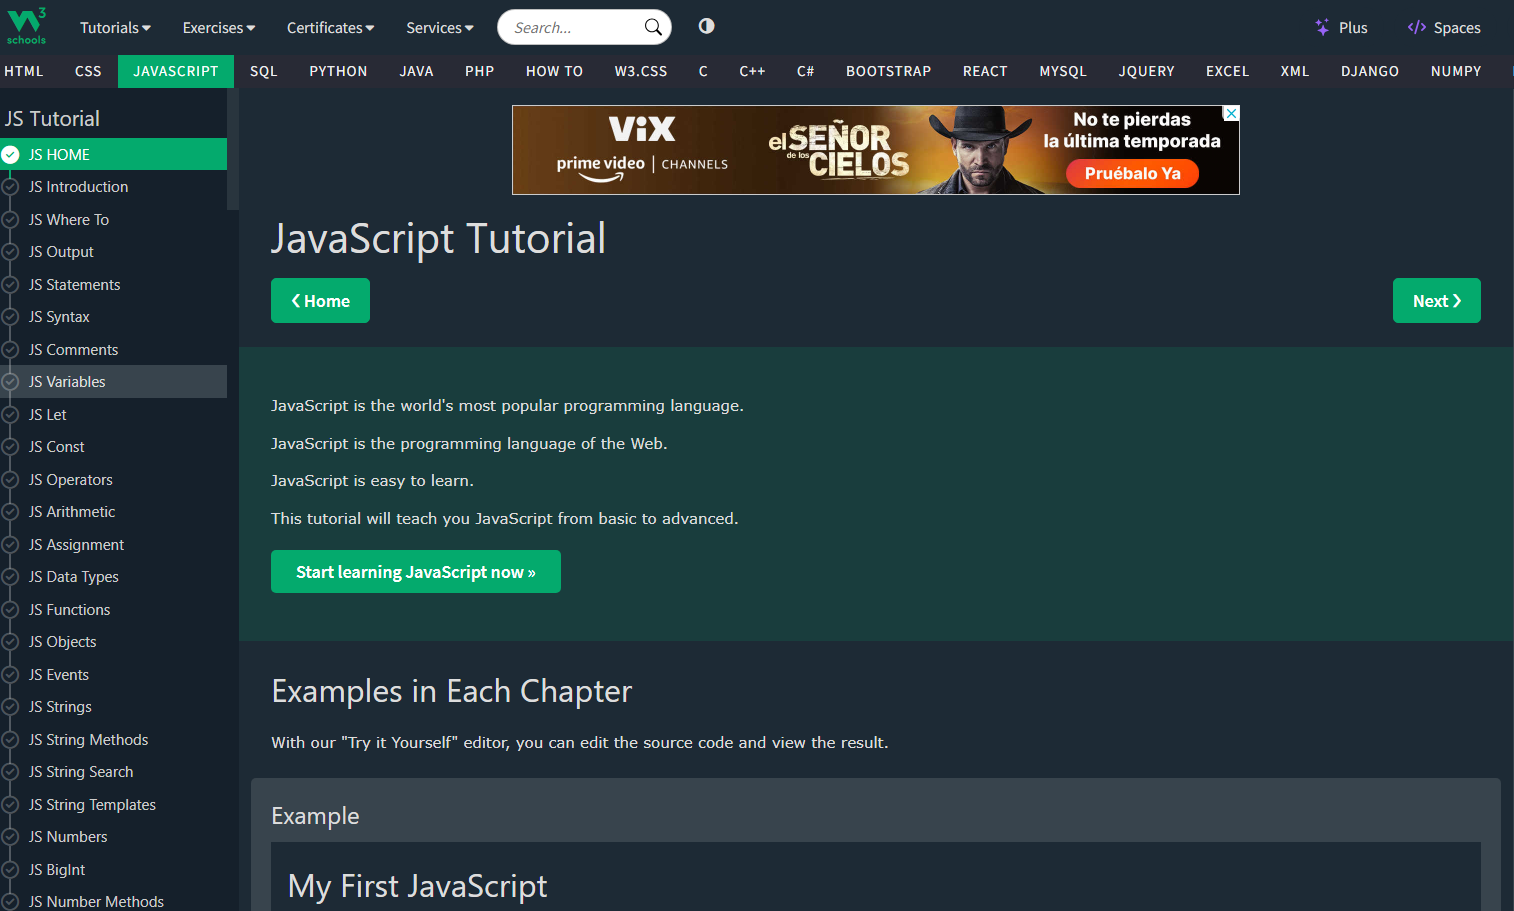 W3
schools
Tutorials
Exercises
Certificates
Services
Search...
Plus
</> Spaces
HTML CSS JAVASCRIPT SQL PYTHON JAVA PHP HOW TO W3.CSS C C++ C# BOOTSTRAP REACT MYSQL JQUERY EXCEL XML DJANGO NUMPY
JS Tutorial
JS HOME
JS Introduction
JS Where To
JS Output
JS Statements
JS Syntax
JS Comments
JS Variables
JS Let
JS Const
JS Operators
JS Arithmetic
JS Assignment
JS Data Types
JS Functions
JS Objects
JS Events
JS Strings
JS String Methods
JS String Search
JS String Templates
JS Numbers
JS BigInt
JS Number Methods
ViX
prime video | CHANNELS
el SEÑOR
de los CIELOS
No te pierdas
la última temporada
Pruébalo Ya
JavaScript Tutorial
❮ Home
Next ❯
JavaScript is the world's most popular programming language.
JavaScript is the programming language of the Web.
JavaScript is easy to learn.
This tutorial will teach you JavaScript from basic to advanced.
Start learning JavaScript now »
Examples in Each Chapter
With our "Try it Yourself" editor, you can edit the source code and view the result.
Example
My First JavaScript